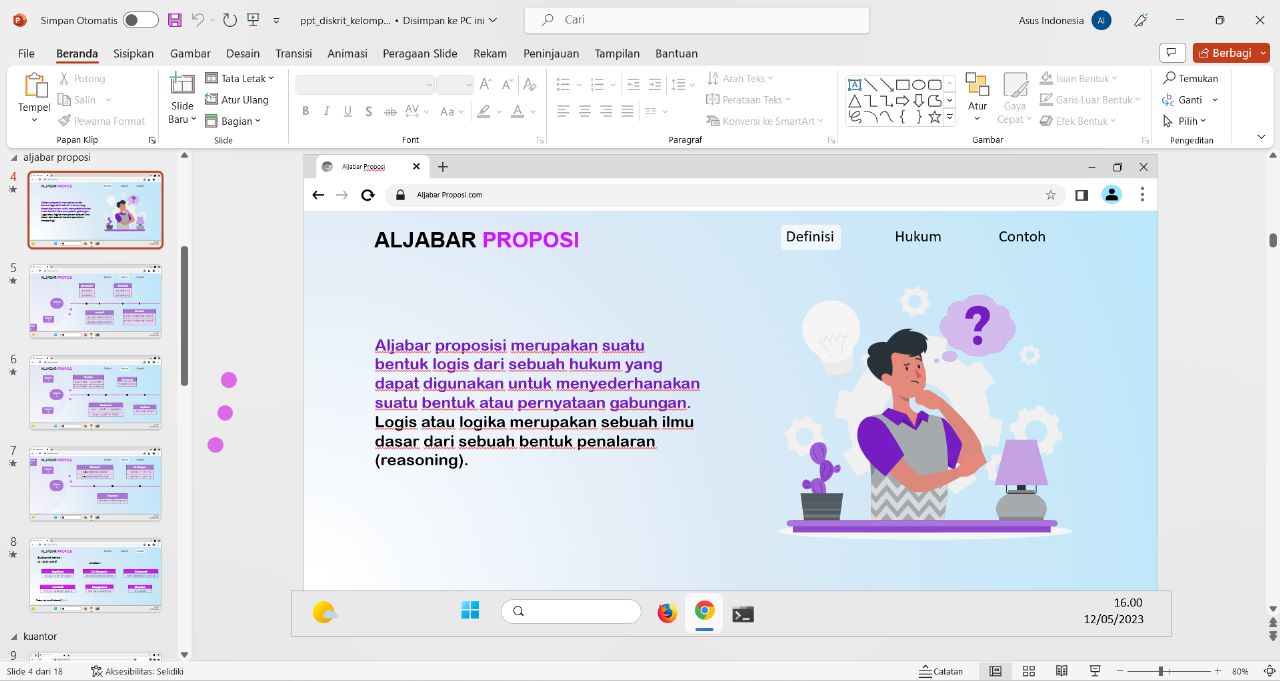 Simpan Otomatis
ppt_diskrit_kelomp... • Disimpan ke PC ini
Cari
Asus Indonesia
AI
File Beranda Sisipkan Gambar Desain Transisi Animasi Peragaan Slide Rekam Peninjauan Tampilan Bantuan
Berbagi
Tempel
Potong
Salin
Pewarna Format
Papan Klip
Slide Baru
Tata Letak
Atur Ulang
Bagian
Slide
B I U S ab AV Aa A
Font
Arah Teks
Perataan Teks
Konversi ke SmartArt
Paragraf
Atur
Gaya Cepat
Isian Bentuk
Garis Luar Bentuk
Efek Bentuk
Gambar
Temukan
Ganti
Pilih
Pengeditan
aljabar proposi
4
5
6
7
8
kuantor
9
Aljabar Proposi
Aljabar Proposi.com
ALJABAR PROPOSI
Definisi Hukum Contoh
Aljabar proposisi merupakan suatu
bentuk logis dari sebuah hukum yang
dapat digunakan untuk menyederhanakan
suatu bentuk atau pernyataan gabungan.
Logis atau logika merupakan sebuah ilmu
dasar dari sebuah bentuk penalaran
(reasoning).
?
16.00
12/05/2023
Slide 4 dari 18
Aksesibilitas: Selidiki
Catatan
80%